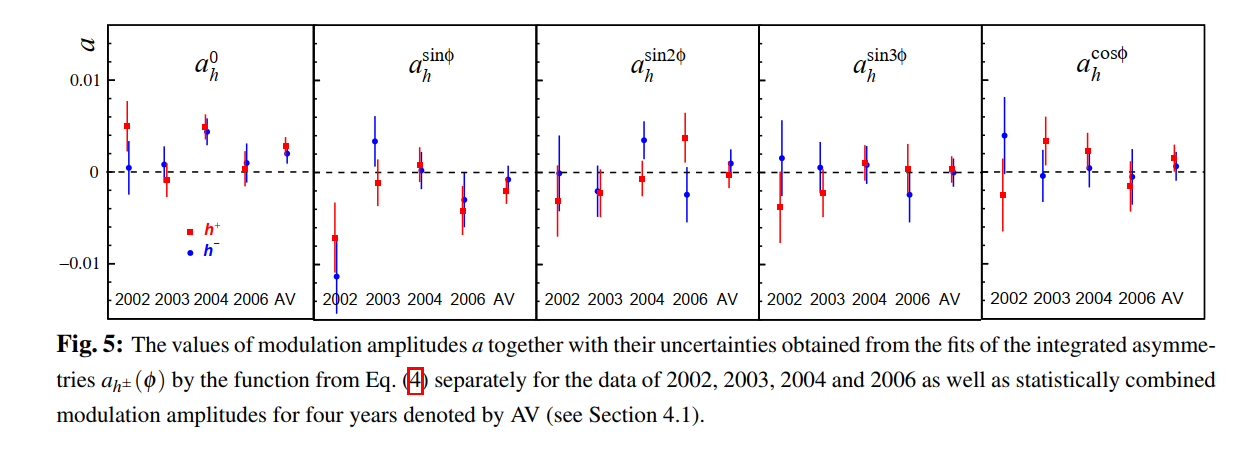 a
a_h^0 a_h^{sinϕ} a_h^{sin2ϕ} a_h^{sin3ϕ} a_h^{cosϕ}
0.01
0
−0.01
h⁺
h⁻
2002 2003 2004 2006 AV 2002 2003 2004 2006 AV 2002 2003 2004 2006 AV 2002 2003 2004 2006 AV 2002 2003 2004 2006 AV
Fig. 5: The values of modulation amplitudes a together with their uncertainties obtained from the fits of the integrated asymme-
tries a_{h±}(ϕ) by the function from Eq. (4) separately for the data of 2002, 2003, 2004 and 2006 as well as statistically combined
modulation amplitudes for four years denoted by AV (see Section 4.1).